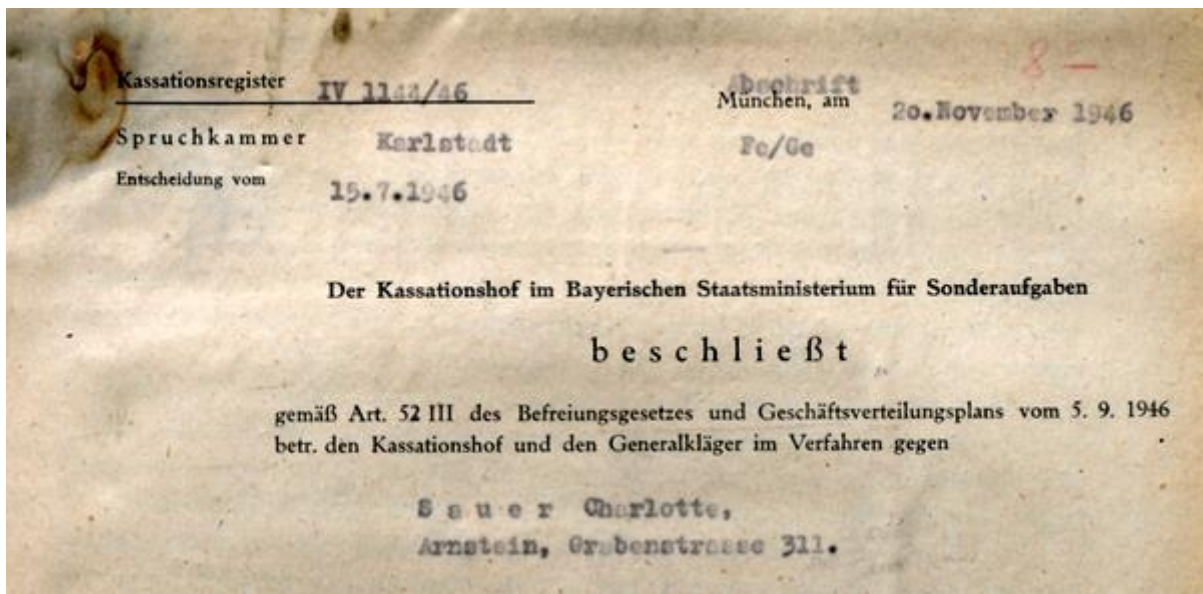 8 —
Abschrift
Kassationsregister IV 1144/46 München, am 20.November 1946
Spruchkammer Karlstadt Fe/Ge
Entscheidung vom 15.7.1946
Der Kassationshof im Bayerischen Staatsministerium für Sonderaufgaben
beschließt
gemäß Art. 52 III des Befreiungsgesetzes und Geschäftsverteilungsplans vom 5. 9. 1946
betr. den Kassationshof und den Generalkläger im Verfahren gegen
Sauer Charlotte,
Arnstein, Grabenstrasse 311.